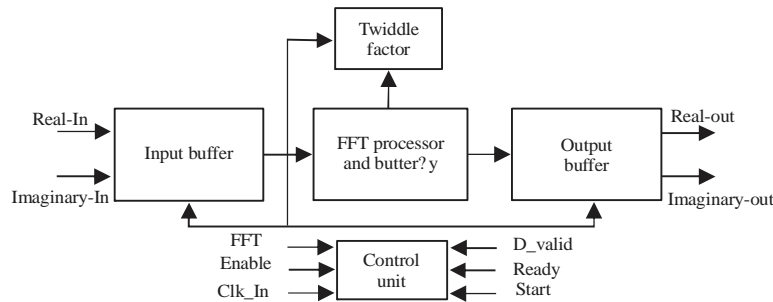 Twiddle
factor
Real-In
Imaginary-In
Input buffer
FFT processor
and butter?y
Output
buffer
Real-out
Imaginary-out
FFT
Enable
Clk_In
Control
unit
D_valid
Ready
Start